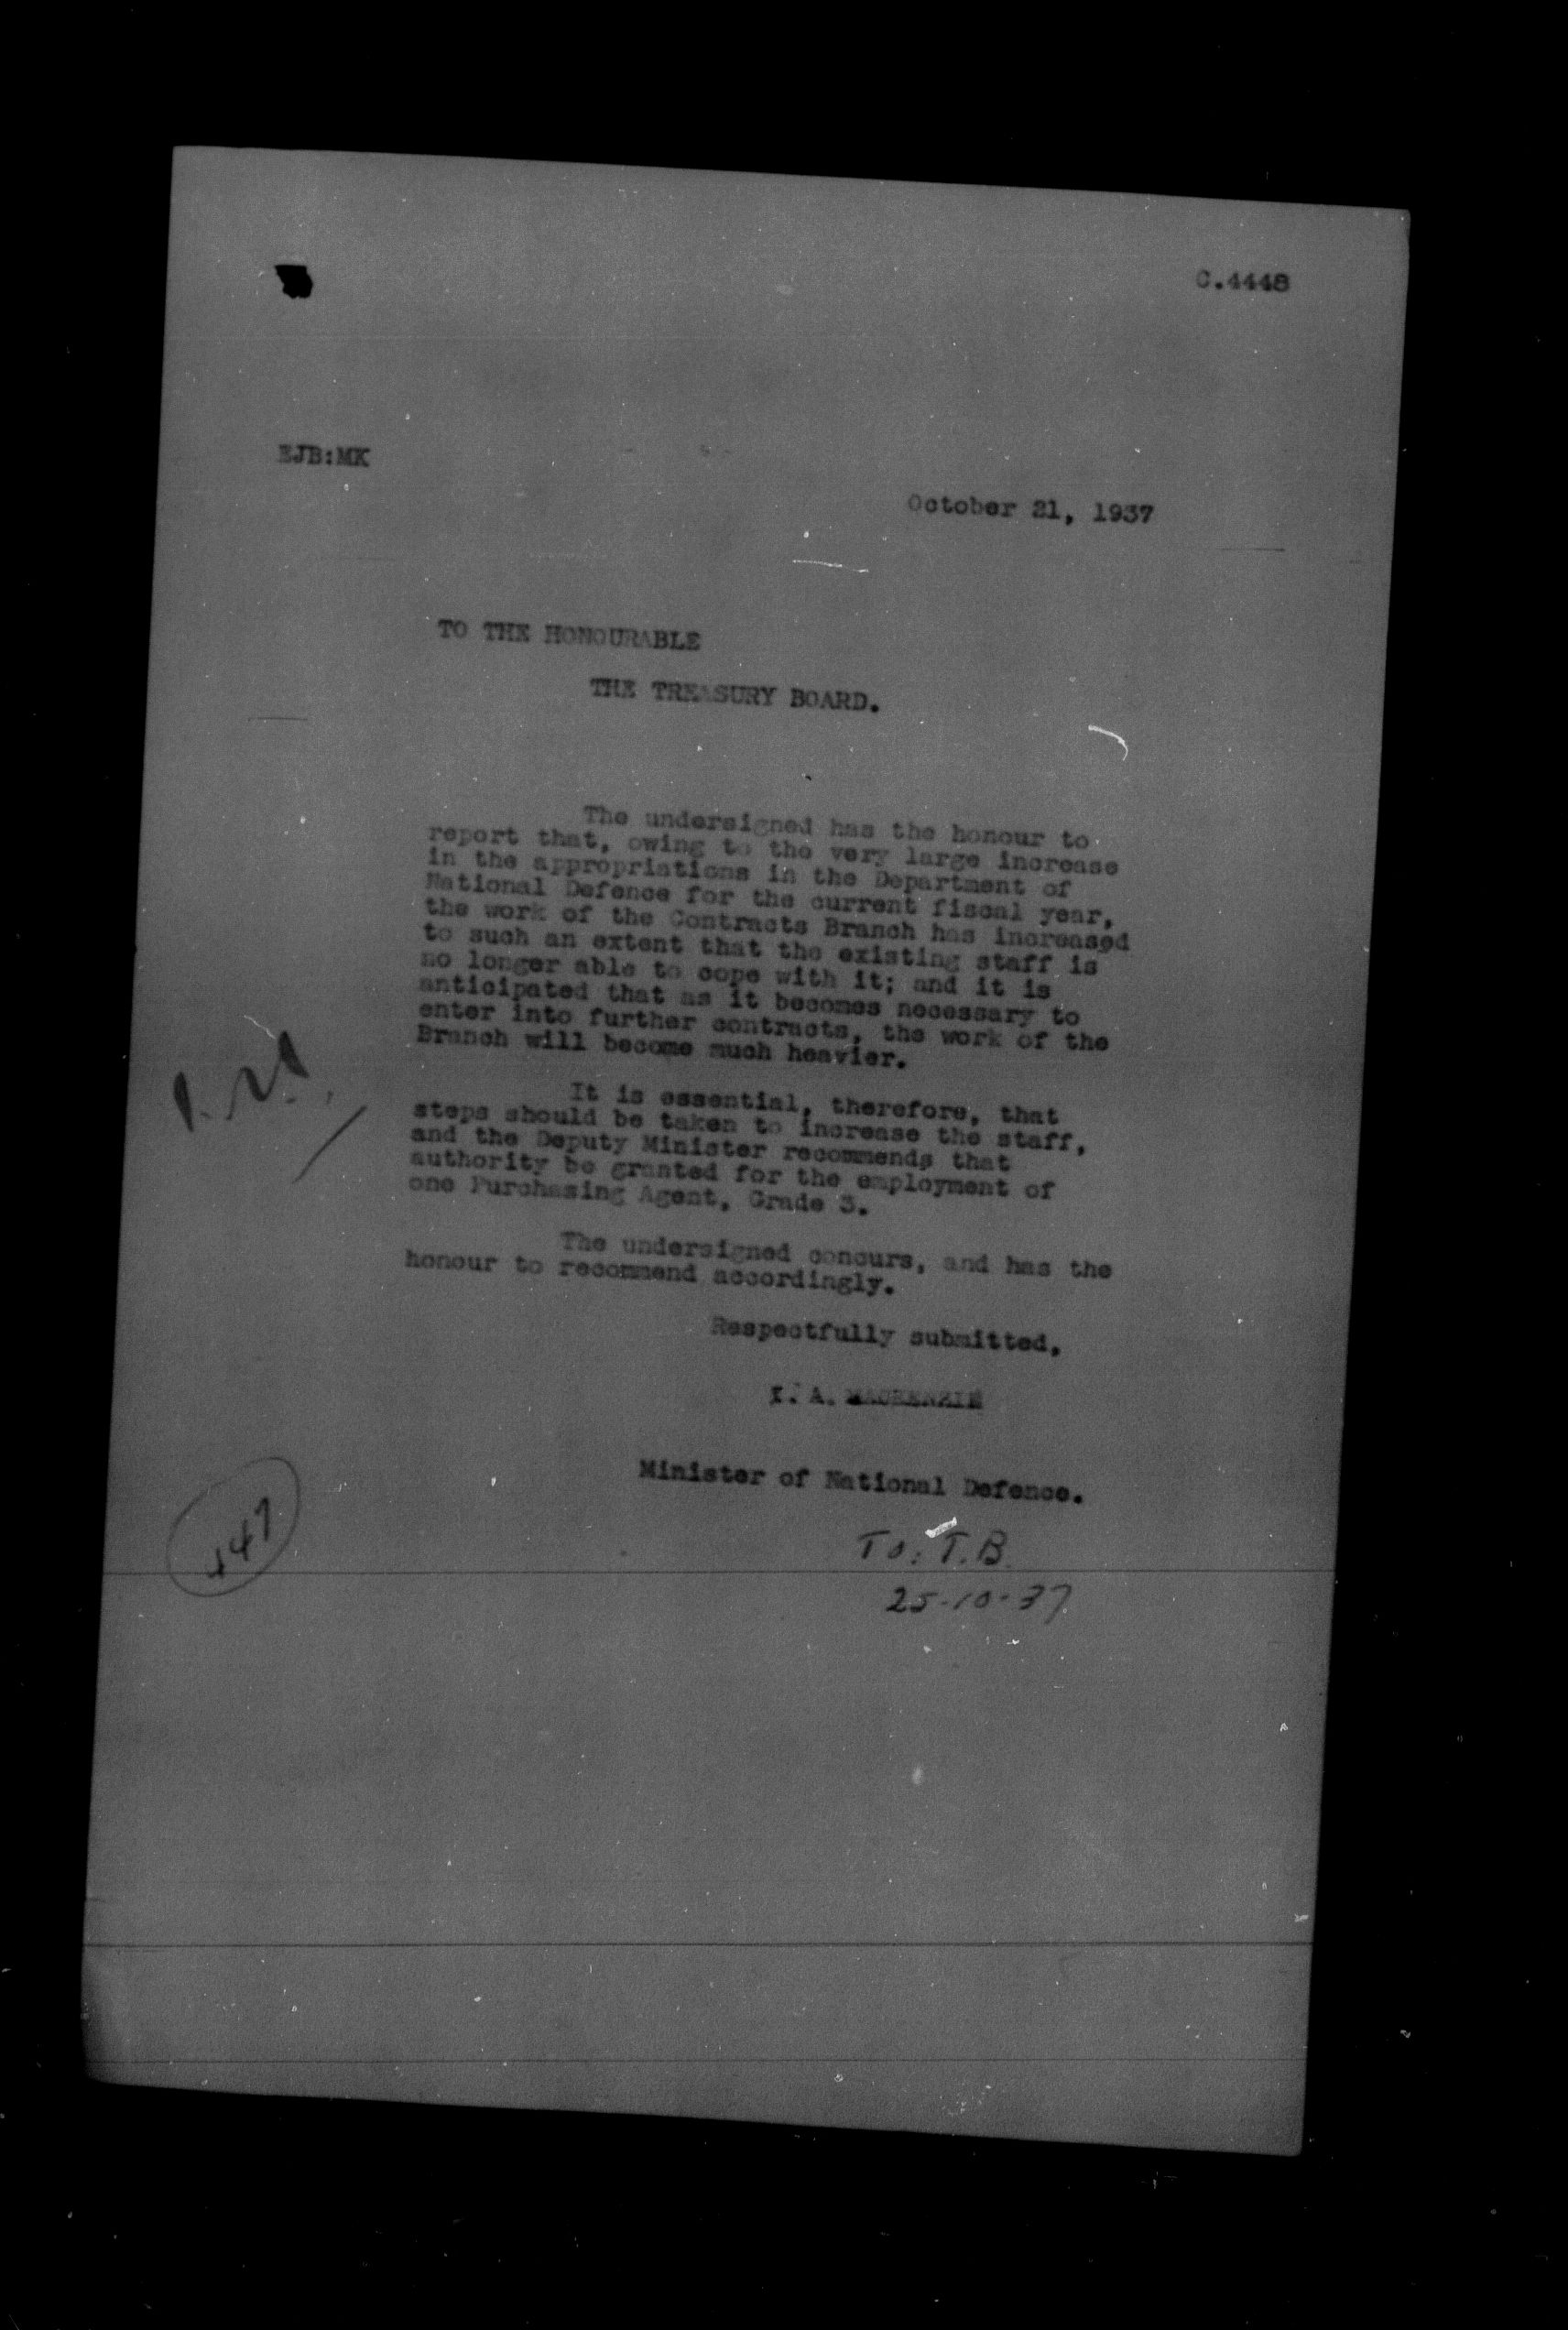 C.4448
EJB:MK
October 21, 1937
TO THE HONOURABLE
THE TREASURY BOARD.
The undersigned has the honour to
report that, owing to the very large increase
in the appropriations in the Department of
National Defence for the current fiscal year,
the work of the Contracts Branch has increased
to such an extent that the existing staff is
no longer able to cope with it; and it is
anticipated that as it becomes necessary to
enter into further contracts, the work of the
Branch will become much heavier.
It is essential, therefore, that
steps should be taken to increase the staff,
and the Deputy Minister recommends that
authority be granted for the employment of
one Purchasing Agent, Grade 3.
The undersigned concurs, and has the
honour to recommend accordingly.
Respectfully submitted,
I. A. MACKENZIE
Minister of National Defence.
To: T.B.
25-10-37